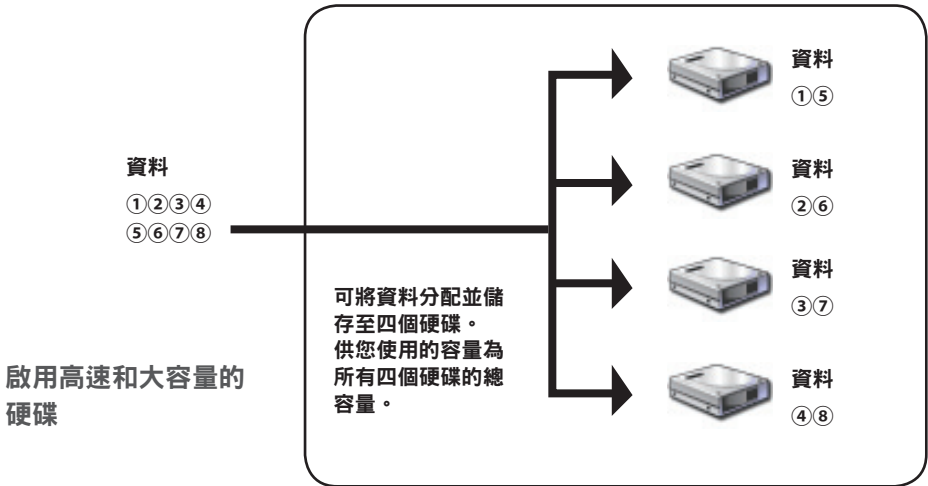 資料
①②③④
⑤⑥⑦⑧
啟用高速和大容量的
硬碟
可將資料分配並儲
存至四個硬碟。
供您使用的容量為
所有四個硬碟的總
容量。
資料
①⑤
資料
②⑥
資料
③⑦
資料
④⑧